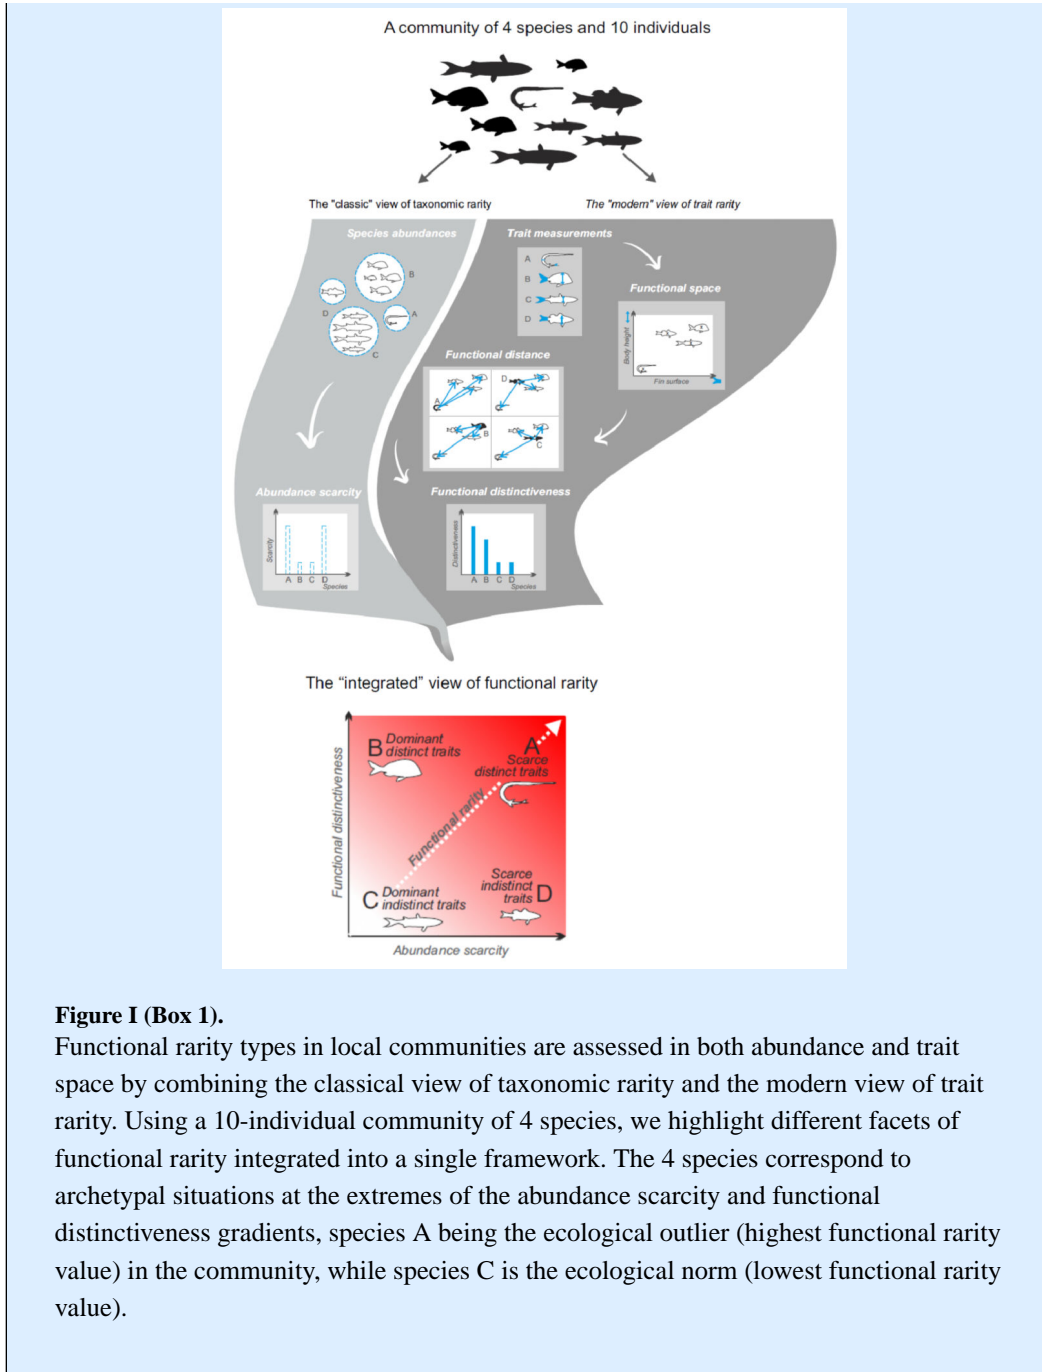 A community of 4 species and 10 individuals
The "classic" view of taxonomic rarity
The "modern" view of trait rarity
Species abundances
B
D
A
C
Trait measurements
A
B
C
D
Functional space
Body height
Fin surface
Functional distance
A
D
B
C
Abundance scarcity
Scarcity
A B C D
Species
Functional distinctiveness
Distinctiveness
A B C D
Species
The “integrated” view of functional rarity
Functional distinctiveness
B Dominant
distinct traits
A
Scarce
distinct traits
Functional rarity
C Dominant
indistinct traits
Scarce
indistinct
traits D
Abundance scarcity
Figure I (Box 1).
Functional rarity types in local communities are assessed in both abundance and trait
space by combining the classical view of taxonomic rarity and the modern view of trait
rarity. Using a 10-individual community of 4 species, we highlight different facets of
functional rarity integrated into a single framework. The 4 species correspond to
archetypal situations at the extremes of the abundance scarcity and functional
distinctiveness gradients, species A being the ecological outlier (highest functional rarity
value) in the community, while species C is the ecological norm (lowest functional rarity
value).